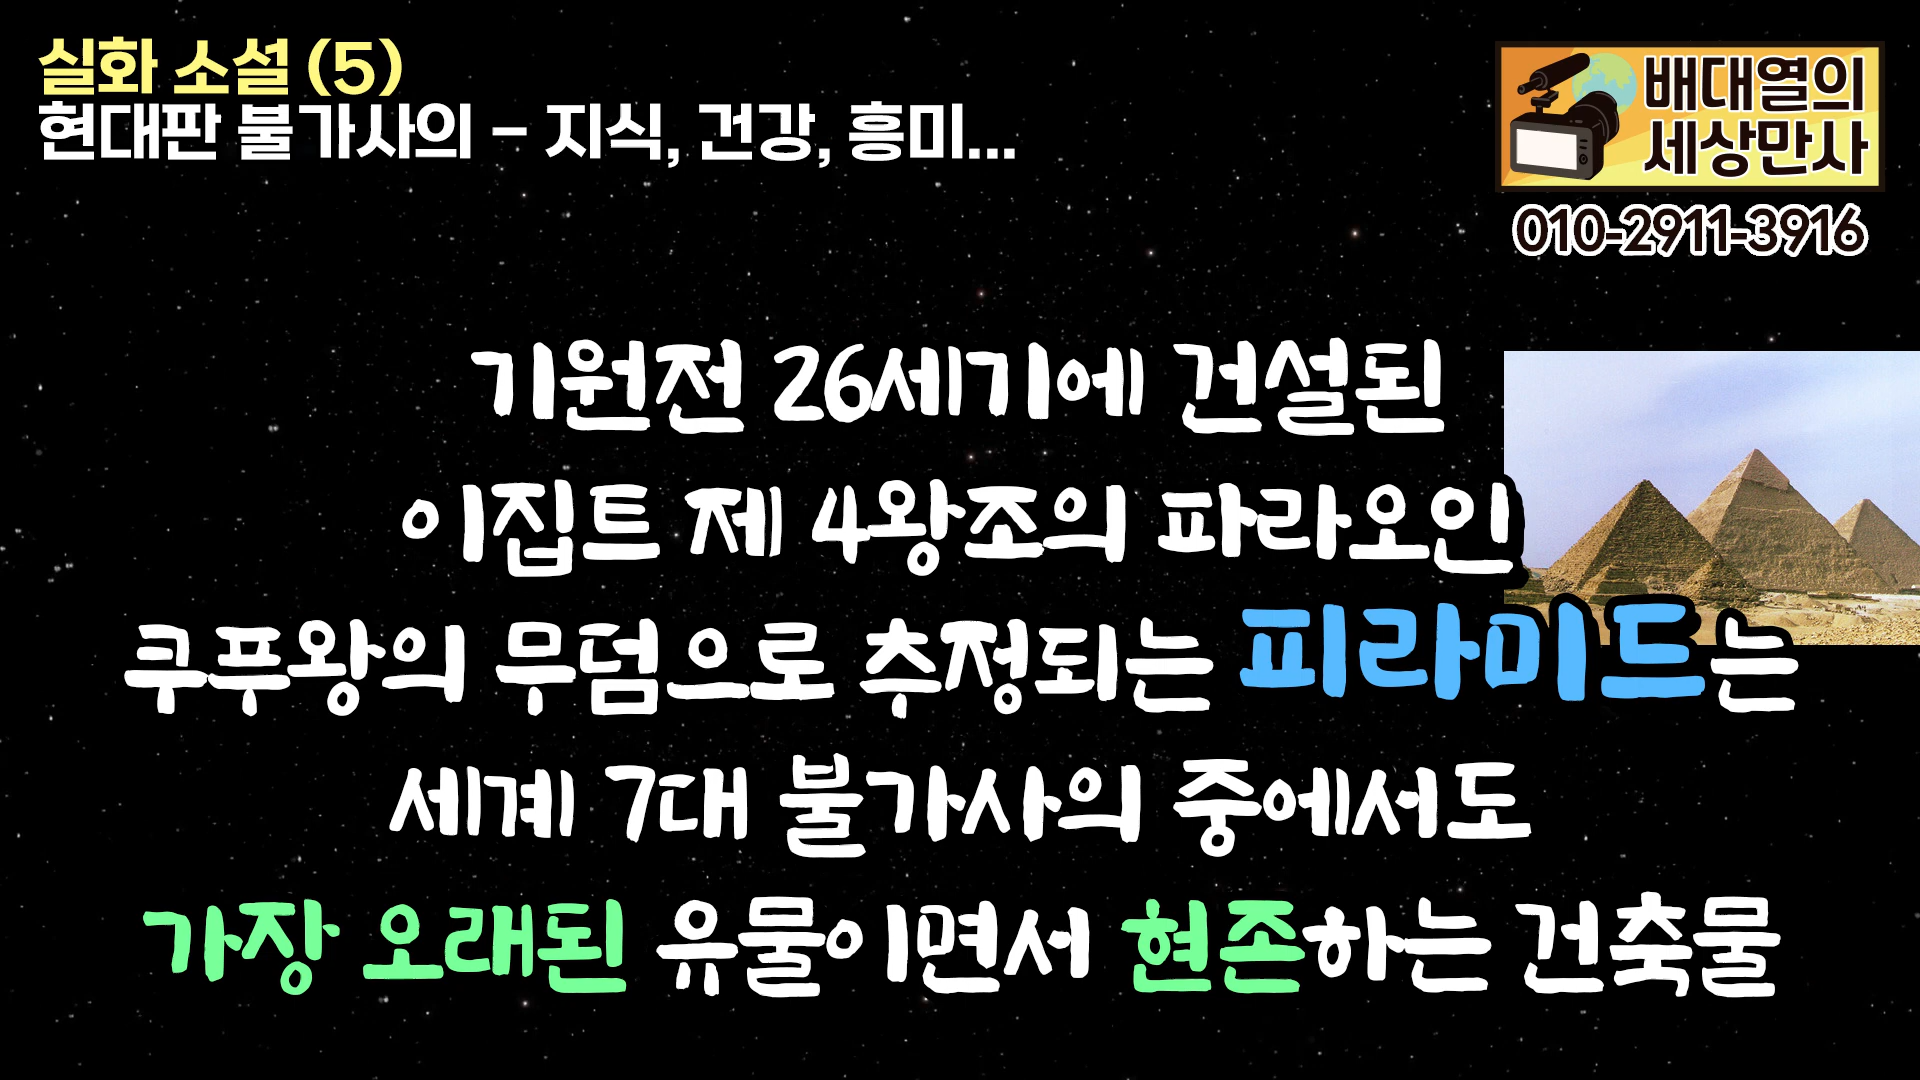 실화 소설 (5)
현대판 불가사의 - 지식, 건강, 흥미...
배대열의
세상만사
010-2911-3916
기원전 26세기에 건설된
이집트 제 4왕조의 파라오인
쿠푸왕의 무덤으로 추정되는 피라미드는
세계 7대 불가사의 중에서도
가장 오래된 유물이면서 현존하는 건축물